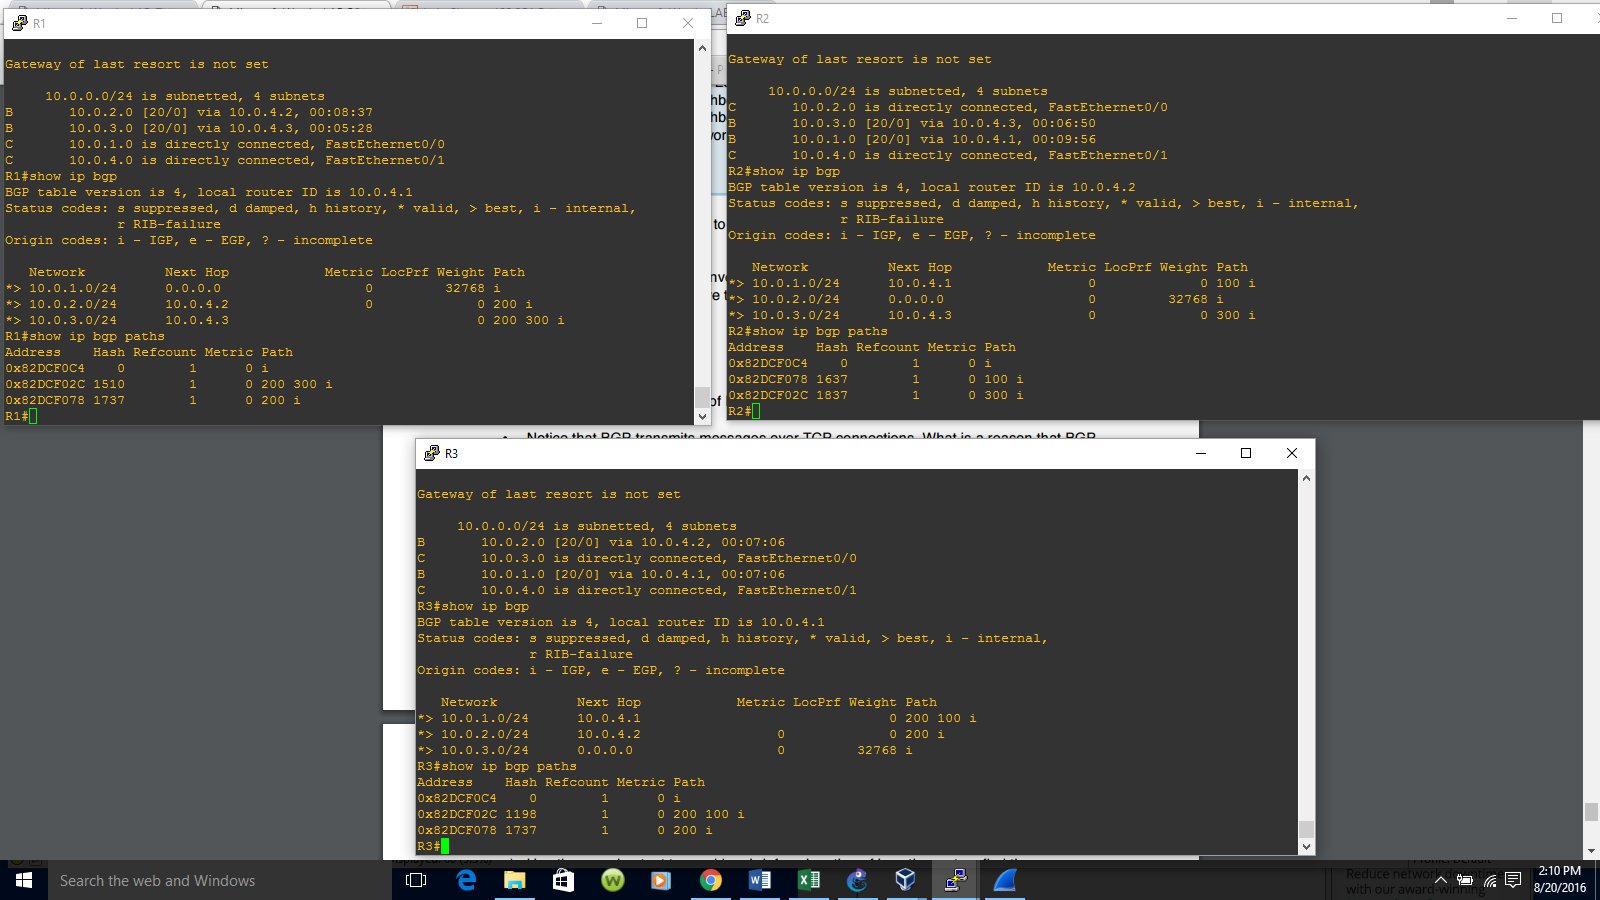 R1
Gateway of last resort is not set
10.0.0.0/24 is subnetted, 4 subnets
B 10.0.2.0 [20/0] via 10.0.4.2, 00:08:37
B 10.0.3.0 [20/0] via 10.0.4.3, 00:05:28
C 10.0.1.0 is directly connected, FastEthernet0/0
C 10.0.4.0 is directly connected, FastEthernet0/1
R1#show ip bgp
BGP table version is 4, local router ID is 10.0.4.1
Status codes: s suppressed, d damped, h history, * valid, > best, i - internal,
r RIB-failure
Origin codes: i - IGP, e - EGP, ? - incomplete
Network Next Hop Metric LocPrf Weight Path
*> 10.0.1.0/24 0.0.0.0 0 32768 i
*> 10.0.2.0/24 10.0.4.2 0 0 200 i
*> 10.0.3.0/24 10.0.4.3 0 200 300 i
R1#show ip bgp paths
Address Hash Refcount Metric Path
0x82DCF0C4 0 1 0 i
0x82DCF02C 1510 1 0 200 300 i
0x82DCF078 1737 1 0 200 i
R1#
R2
Gateway of last resort is not set
10.0.0.0/24 is subnetted, 4 subnets
C 10.0.2.0 is directly connected, FastEthernet0/0
B 10.0.3.0 [20/0] via 10.0.4.3, 00:06:50
B 10.0.1.0 [20/0] via 10.0.4.1, 00:09:56
C 10.0.4.0 is directly connected, FastEthernet0/1
R2#show ip bgp
BGP table version is 4, local router ID is 10.0.4.2
Status codes: s suppressed, d damped, h history, * valid, > best, i - internal,
r RIB-failure
Origin codes: i - IGP, e - EGP, ? - incomplete
Network Next Hop Metric LocPrf Weight Path
*> 10.0.1.0/24 10.0.4.1 0 0 100 i
*> 10.0.2.0/24 0.0.0.0 0 32768 i
*> 10.0.3.0/24 10.0.4.3 0 0 300 i
R2#show ip bgp paths
Address Hash Refcount Metric Path
0x82DCF0C4 0 1 0 i
0x82DCF078 1637 1 0 100 i
0x82DCF02C 1837 1 0 300 i
R2#
to
of
Notice that BGP transmits messages over TCP connections. What is a reason that BGP
R3
Gateway of last resort is not set
10.0.0.0/24 is subnetted, 4 subnets
B 10.0.2.0 [20/0] via 10.0.4.2, 00:07:06
C 10.0.3.0 is directly connected, FastEthernet0/0
B 10.0.1.0 [20/0] via 10.0.4.1, 00:07:06
C 10.0.4.0 is directly connected, FastEthernet0/1
R3#show ip bgp
BGP table version is 4, local router ID is 10.0.4.1
Status codes: s suppressed, d damped, h history, * valid, > best, i - internal,
r RIB-failure
Origin codes: i - IGP, e - EGP, ? - incomplete
Network Next Hop Metric LocPrf Weight Path
*> 10.0.1.0/24 10.0.4.1 0 200 100 i
*> 10.0.2.0/24 10.0.4.2 0 0 200 i
*> 10.0.3.0/24 0.0.0.0 0 32768 i
R3#show ip bgp paths
Address Hash Refcount Metric Path
0x82DCF0C4 0 1 0 i
0x82DCF02C 1198 1 0 200 100 i
0x82DCF078 1737 1 0 200 i
R3#
Search the web and Windows
Reduce network downtime
with our award-winning
2:10 PM
8/20/2016